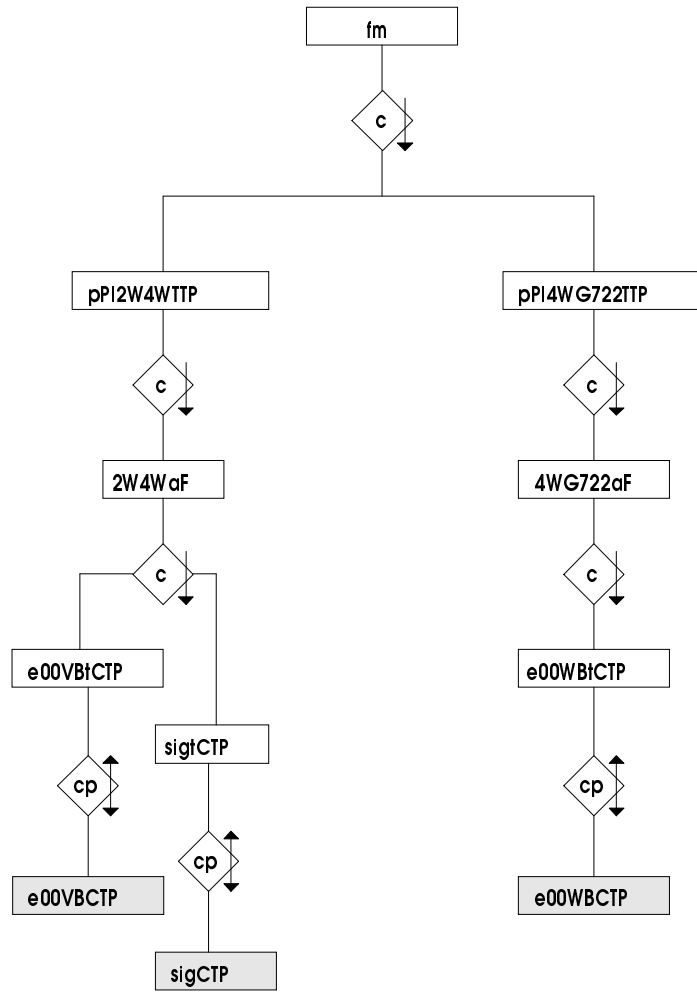 fm
c
pPI2W4WTTP
pPI4WG722TTP
c
c
2W4WaF
4WG722aF
c
c
e00VBtCTP
e00WBtCTP
sigtCTP
cp
cp
cp
e00VBCTP
e00WBCTP
sigCTP